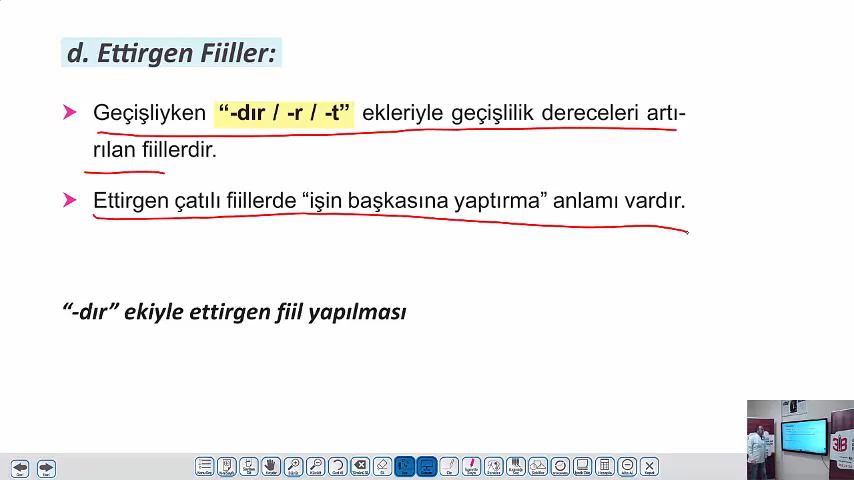 d. Ettirgen Fiiller:
Geçişliyken “-dır / -r / -t” ekleriyle geçişlilik dereceleri artı-
rılan fiillerdir.
Ettirgen çatılı fiillerde “işin başkasına yaptırma” anlamı vardır.
“-dır” ekiyle ettirgen fiil yapılması